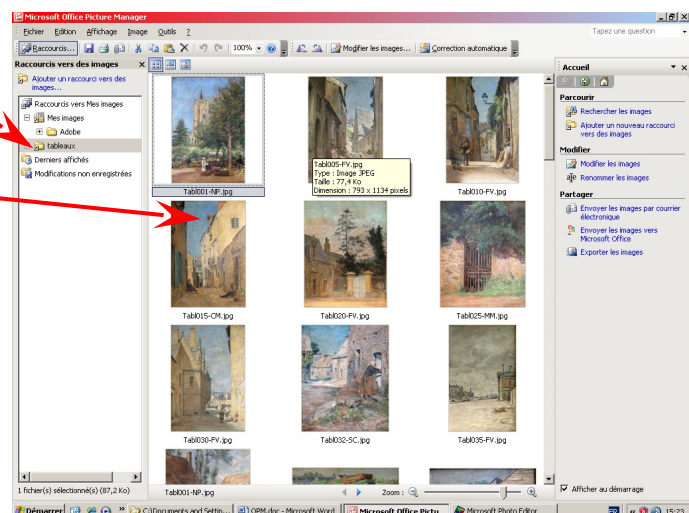 Microsoft Office Picture Manager
Fichier Edition Affichage Image Outils ?
Tapez une question
Raccourcis... 100% Modifier les images... Correction automatique
Raccourcis vers des images
Ajouter un raccourci vers des
images...
Raccourcis vers Mes images
Mes images
Adobe
tableaux
Derniers affichés
Modifications non enregistrées
Tabl005-FV.jpg
Type : Image JPEG
Taille : 77,4 Ko
Dimension : 793 x 1134 pixels
Tabl001-NP.jpg
Tabl010-FV.jpg
Tabl015-CM.jpg
Tabl020-FV.jpg
Tabl025-MM.jpg
Tabl030-FV.jpg
Tabl032-SC.jpg
Tabl035-FV.jpg
Accueil
Parcourir
Rechercher les images
Ajouter un nouveau raccourci
vers des images
Modifier
Modifier les images
Renommer les images
Partager
Envoyer les images par courrier
électronique
Envoyer les images vers
Microsoft Office
Exporter les images
Afficher au démarrage
1 fichier(s) sélectionné(s) (87,2 Ko)
Tabl001-NP.jpg
Zoom :
Démarrer
C:\Documents and Settin...
OPM.doc - Microsoft Word
Microsoft Office Pictu...
Microsoft Photo Editor
15:23